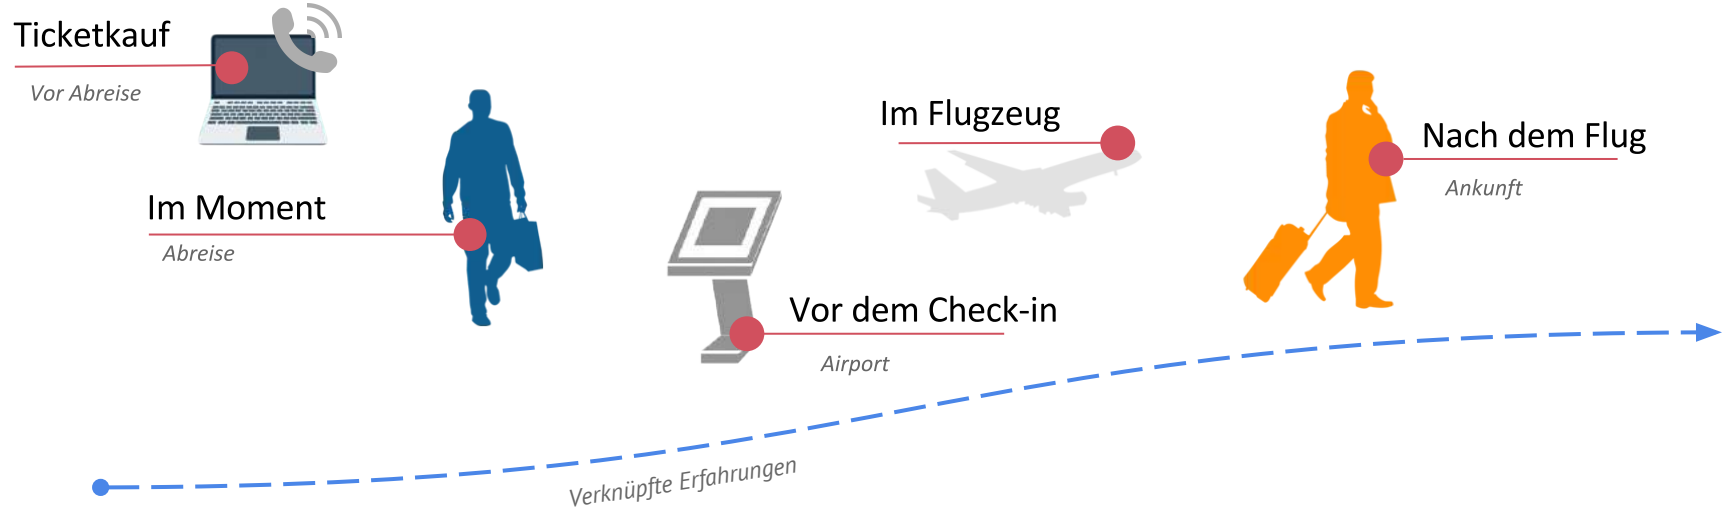 Ticketkauf
Vor Abreise
Im Moment
Abreise
Vor dem Check-in
Airport
Im Flugzeug
Nach dem Flug
Ankunft
Verknüpfte Erfahrungen